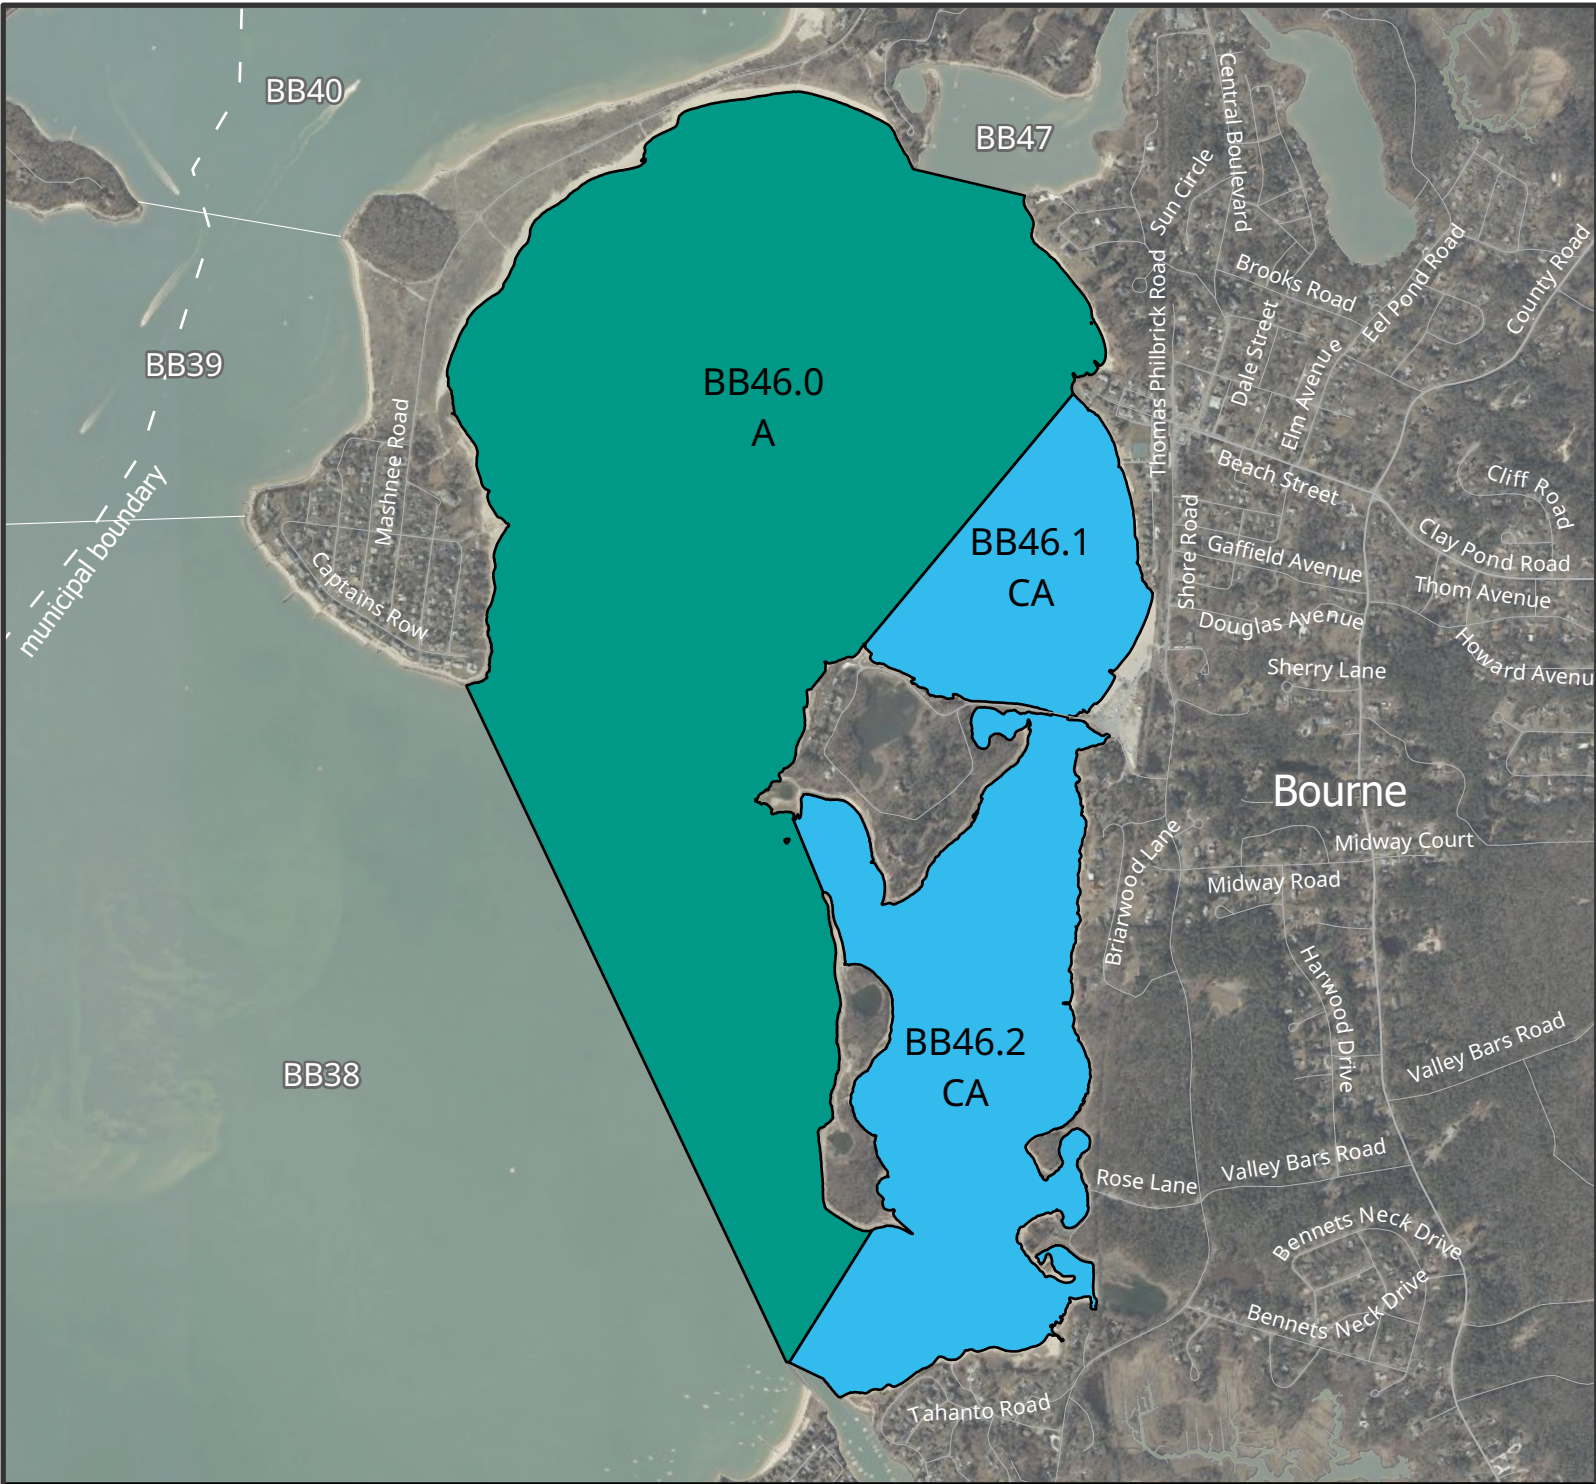 BB40
BB47
Central Boulevard
Sun Circle
Thomas Philbrick Road
Brooks Road
Eel Pond Road
County Road
Dale Street
Elm Avenue
BB39
BB46.0
A
Mashnee Road
Beach Street
Cliff Road
municipal boundary
Shore Road
BB46.1
CA
Clay Pond Road
Gaffield Avenue
Thom Avenue
Captains Row
Douglas Avenue
Howard Avenu
Sherry Lane
Bourne
Midway Court
Briarwood Lane
Midway Road
Harwood Drive
BB46.2
CA
BB38
Valley Bars Road
Valley Bars Road
Rose Lane
Bennets Neck Drive
Bennets Neck Drive
Tahanto Road